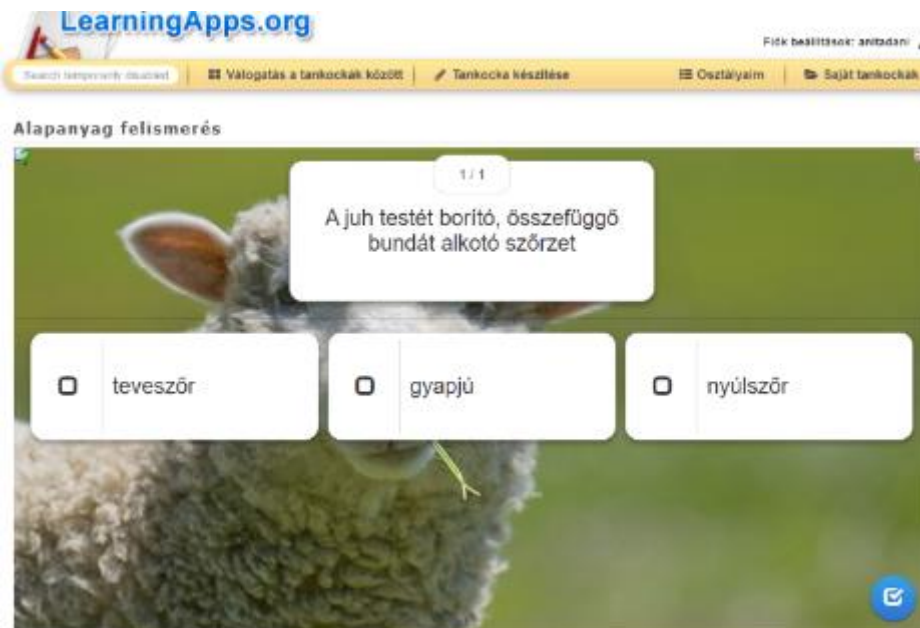 LearningApps.org
Fiók beállítások: anitadani
Search temporarily disabled
Válogatás a tankockák között
Tankocka készítése
Osztályaim
Saját tankockák
Alapanyag felismerés
1 / 1
A juh testét borító, összefüggő
bundát alkotó szőrzet
teveszőr
gyapjú
nyúlszőr